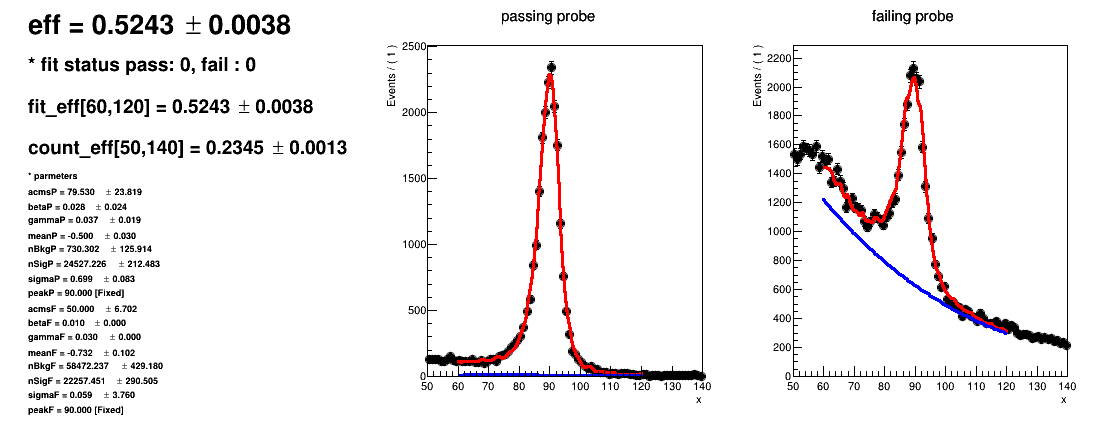 eff = 0.5243 ± 0.0038
* fit status pass: 0, fail : 0
fit_eff[60,120] = 0.5243 ± 0.0038
count_eff[50,140] = 0.2345 ± 0.0013
* parmeters
acmsP = 79.530 ± 23.819
betaP = 0.028 ± 0.024
gammaP = 0.037 ± 0.019
meanP = -0.500 ± 0.030
nBkgP = 730.302 ± 125.914
nSigP = 24527.226 ± 212.483
sigmaP = 0.699 ± 0.083
peakP = 90.000 [Fixed]
acmsF = 50.000 ± 6.702
betaF = 0.010 ± 0.000
gammaF = 0.030 ± 0.000
meanF = -0.732 ± 0.102
nBkgF = 58472.237 ± 429.180
nSigF = 22257.451 ± 290.505
sigmaF = 0.059 ± 3.760
peakF = 90.000 [Fixed]
passing probe
Events / ( 1 )
2500
2000
1500
1000
500
0
50 60 70 80 90 100 110 120 130 140
x
failing probe
Events / ( 1 )
2200
2000
1800
1600
1400
1200
1000
800
600
400
200
0
50 60 70 80 90 100 110 120 130 140
x